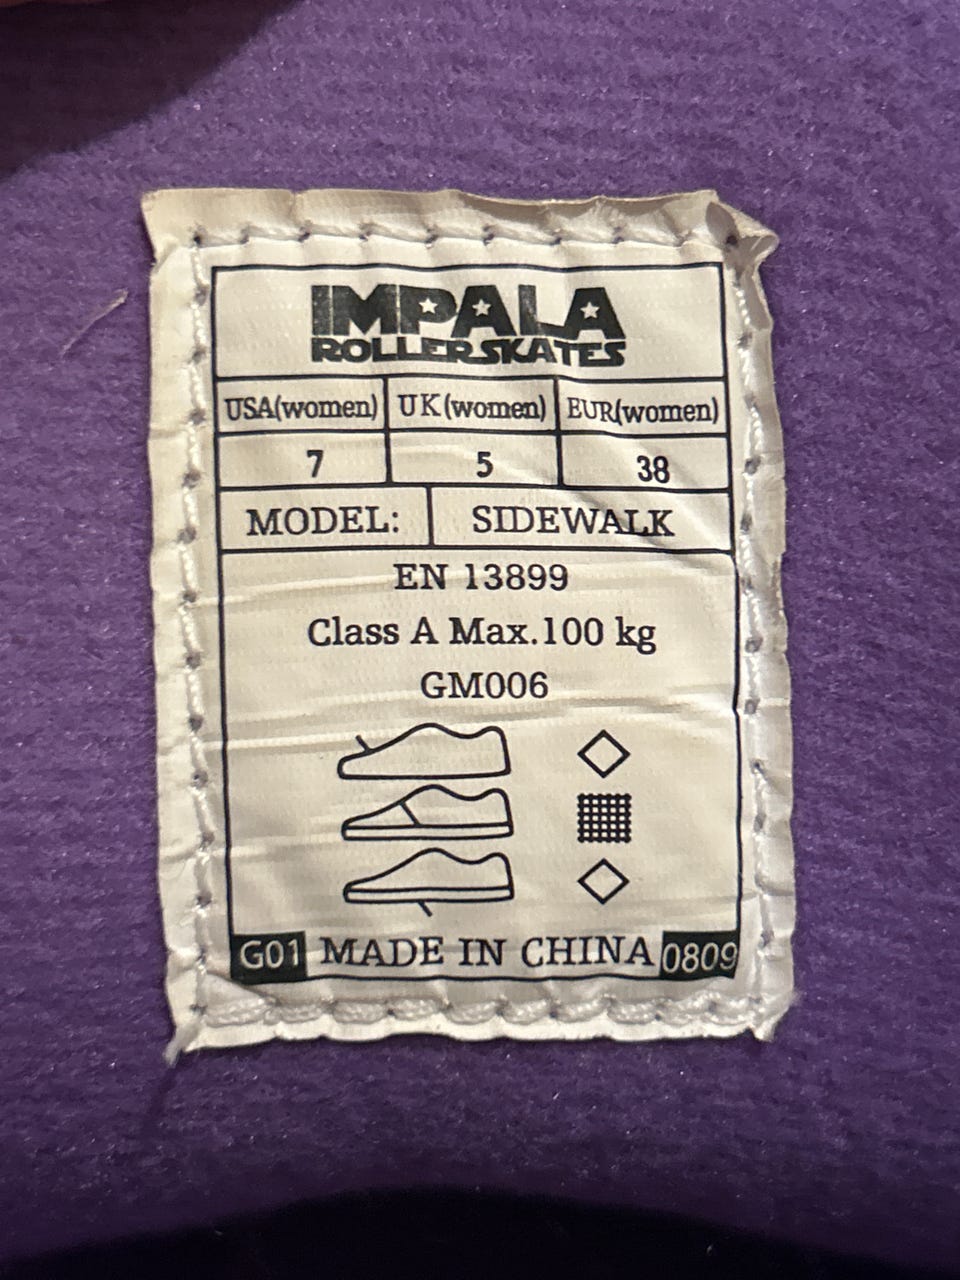 IMPALA
ROLLERSKATES
USA(women) UK(women) EUR(women)
7 5 38
MODEL: SIDEWALK
EN 13899
Class A Max.100 kg
GM006
G01 MADE IN CHINA 0809